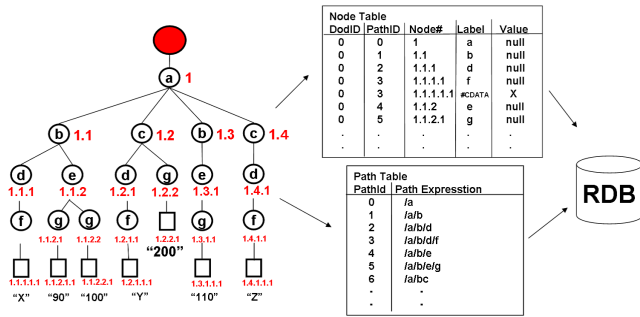 a 1
b 1.1 c 1.2 b 1.3 c 1.4
d e d g e d
1.1.1 1.1.2 1.2.1 1.2.2 1.3.1 1.4.1
f g g f g f
1.1.2.1 1.1.2.2 1.2.1.1 1.2.2.1 1.3.1.1 1.4.1.1
"200"
1.1.1.1.1 1.1.2.1.1 1.1.2.2.1 1.2.1.1.1 1.3.1.1.1 1.4.1.1.1
"X" "90" "100" "Y" "110" "Z"
Node Table
DodID PathID Node# Label Value
0 0 1 a null
0 1 1.1 b null
0 2 1.1.1 d null
0 3 1.1.1.1 f null
0 3 1.1.1.1.1 #CDATA X
0 4 1.1.2 e null
0 5 1.1.2.1 g null
. . . . .
. . . . .
Path Table
PathId Path Expresstion
0 /a
1 /a/b
2 /a/b/d
3 /a/b/d/f
4 /a/b/e
5 /a/b/e/g
6 /a/bc
- -
- -
RDB